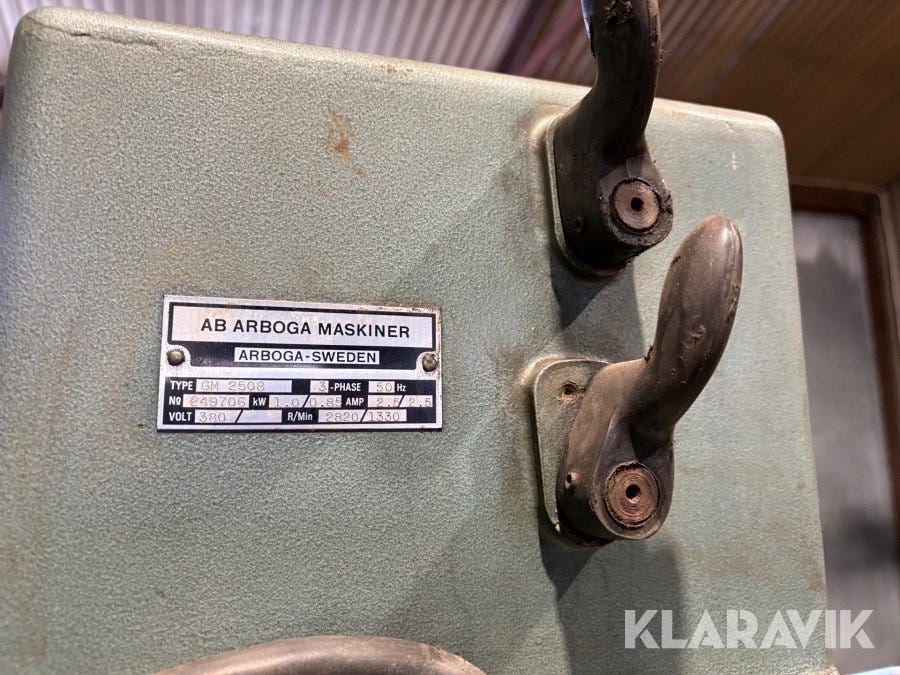 AB ARBOGA MASKINER
ARBOGA-SWEDEN
TYPE GM 2508 3-PHASE 50 Hz
No 249706 kW 1.0/0.85 AMP 2.5/2.5
VOLT 380/ R/Min 2820/1330
KLARAVIK